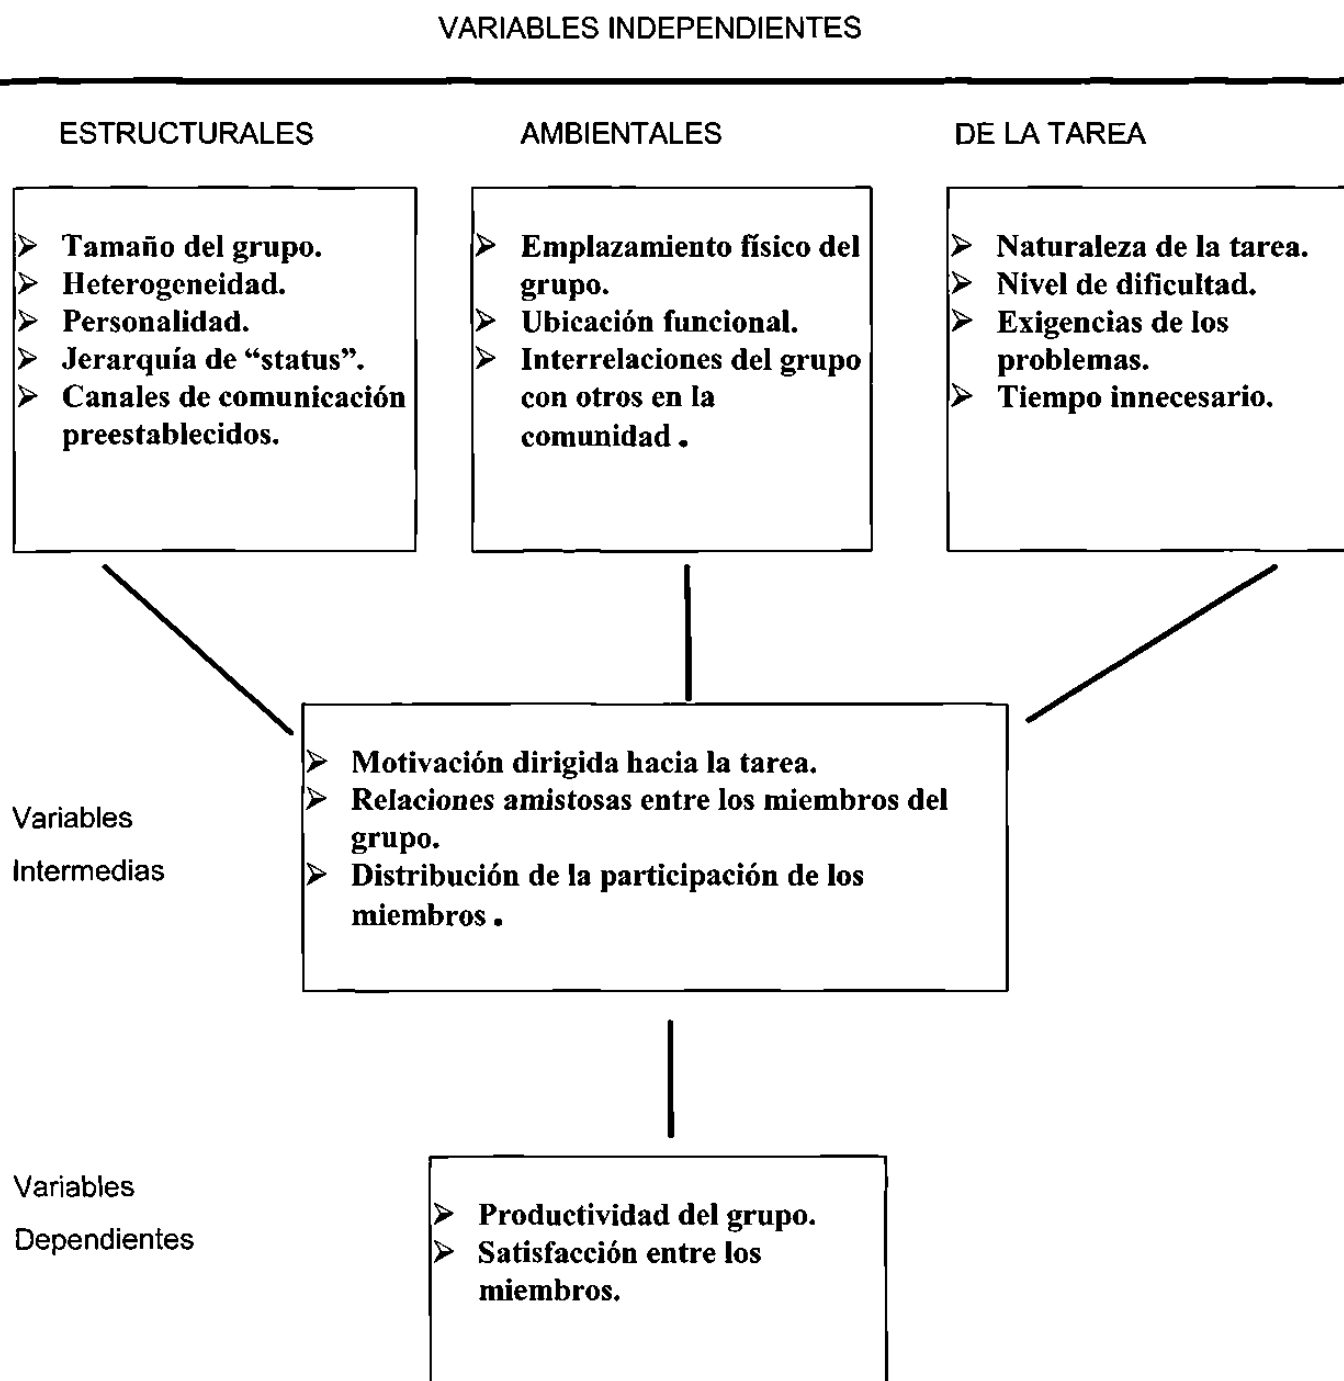 VARIABLES INDEPENDIENTES
ESTRUCTURALES
AMBIENTALES
DE LA TAREA
➢ Tamaño del grupo.
➢ Heterogeneidad.
➢ Personalidad.
➢ Jerarquía de “status”.
➢ Canales de comunicación
preestablecidos.
➢ Emplazamiento físico del
grupo.
➢ Ubicación funcional.
➢ Interrelaciones del grupo
con otros en la
comunidad .
➢ Naturaleza de la tarea.
➢ Nivel de dificultad.
➢ Exigencias de los
problemas.
➢ Tiempo innecesario.
Variables
Intermedias
➢ Motivación dirigida hacia la tarea.
➢ Relaciones amistosas entre los miembros del
grupo.
➢ Distribución de la participación de los
miembros .
Variables
Dependientes
➢ Productividad del grupo.
➢ Satisfacción entre los
miembros.